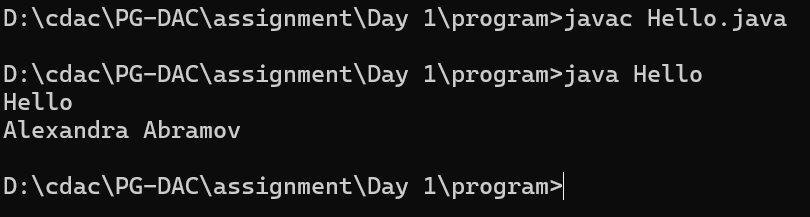 D:\cdac\PG-DAC\assignment\Day 1\program>javac Hello.java
D:\cdac\PG-DAC\assignment\Day 1\program>java Hello
Hello
Alexandra Abramov
D:\cdac\PG-DAC\assignment\Day 1\program>